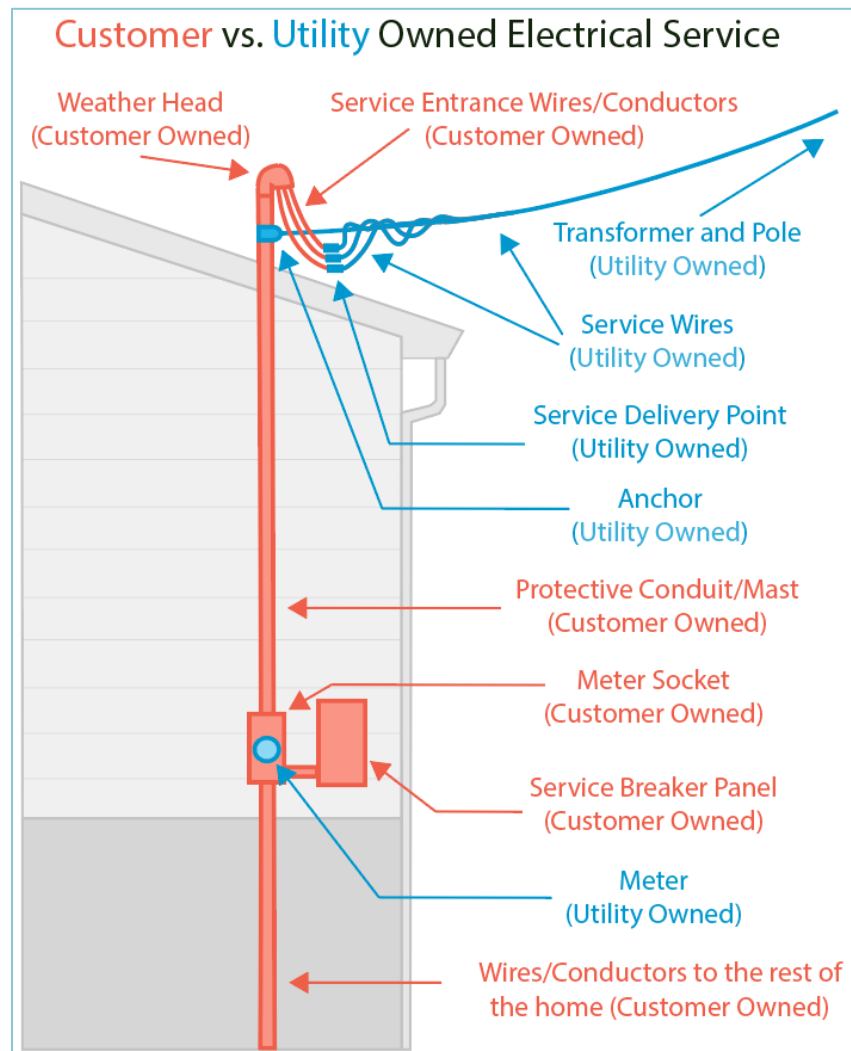 Customer vs. Utility Owned Electrical Service
Weather Head
(Customer Owned)
Service Entrance Wires/Conductors
(Customer Owned)
Transformer and Pole
(Utility Owned)
Service Wires
(Utility Owned)
Service Delivery Point
(Utility Owned)
Anchor
(Utility Owned)
Protective Conduit/Mast
(Customer Owned)
Meter Socket
(Customer Owned)
Service Breaker Panel
(Customer Owned)
Meter
(Utility Owned)
Wires/Conductors to the rest of
the home (Customer Owned)